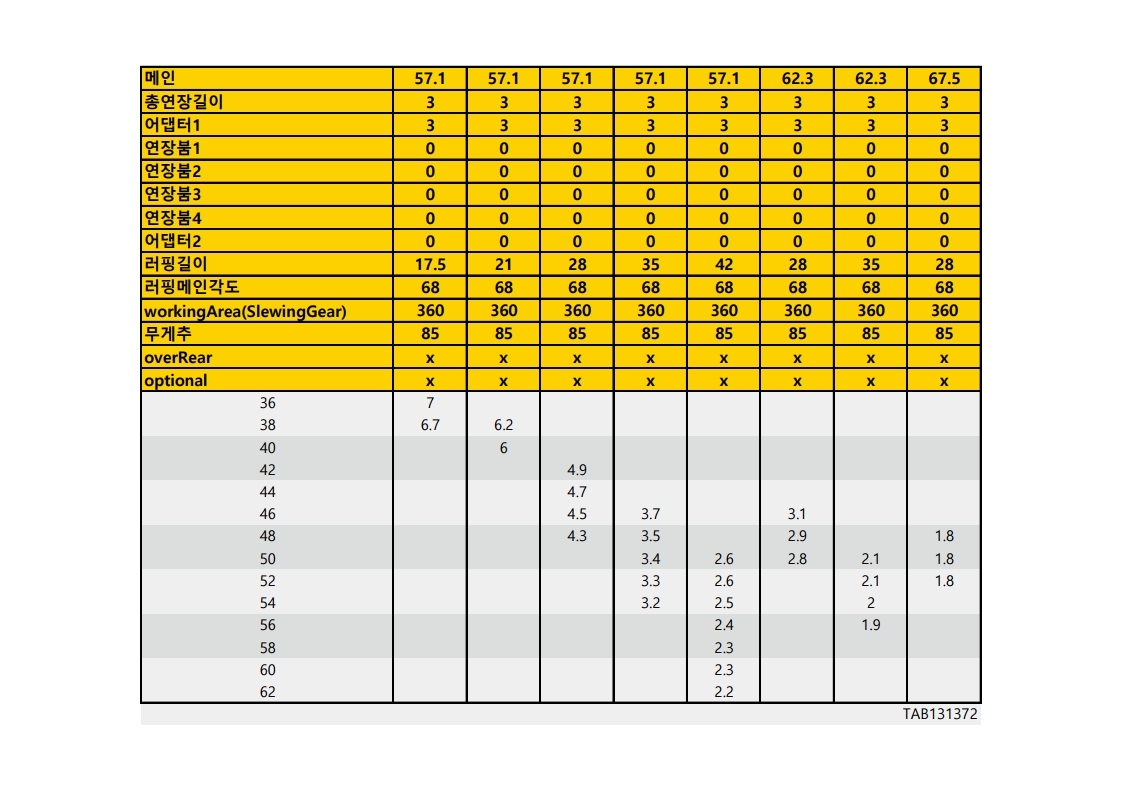 메인 57.1 57.1 57.1 57.1 57.1 62.3 62.3 67.5
총연장길이 3 3 3 3 3 3 3 3
어댑터1 3 3 3 3 3 3 3 3
연장붐1 0 0 0 0 0 0 0 0
연장붐2 0 0 0 0 0 0 0 0
연장붐3 0 0 0 0 0 0 0 0
연장붐4 0 0 0 0 0 0 0 0
어댑터2 0 0 0 0 0 0 0 0
러핑길이 17.5 21 28 35 42 28 35 28
러핑메인각도 68 68 68 68 68 68 68 68
workingArea(SlewingGear) 360 360 360 360 360 360 360 360
무게추 85 85 85 85 85 85 85 85
overRear x x x x x x x x
optional x x x x x x x x
36 7
38 6.7 6.2
40 6
42 4.9
44 4.7
46 4.5 3.7 3.1
48 4.3 3.5 2.9 1.8
50 3.4 2.6 2.8 2.1 1.8
52 3.3 2.6 2.1 1.8
54 3.2 2.5 2
56 2.4 1.9
58 2.3
60 2.3
62 2.2
TAB131372